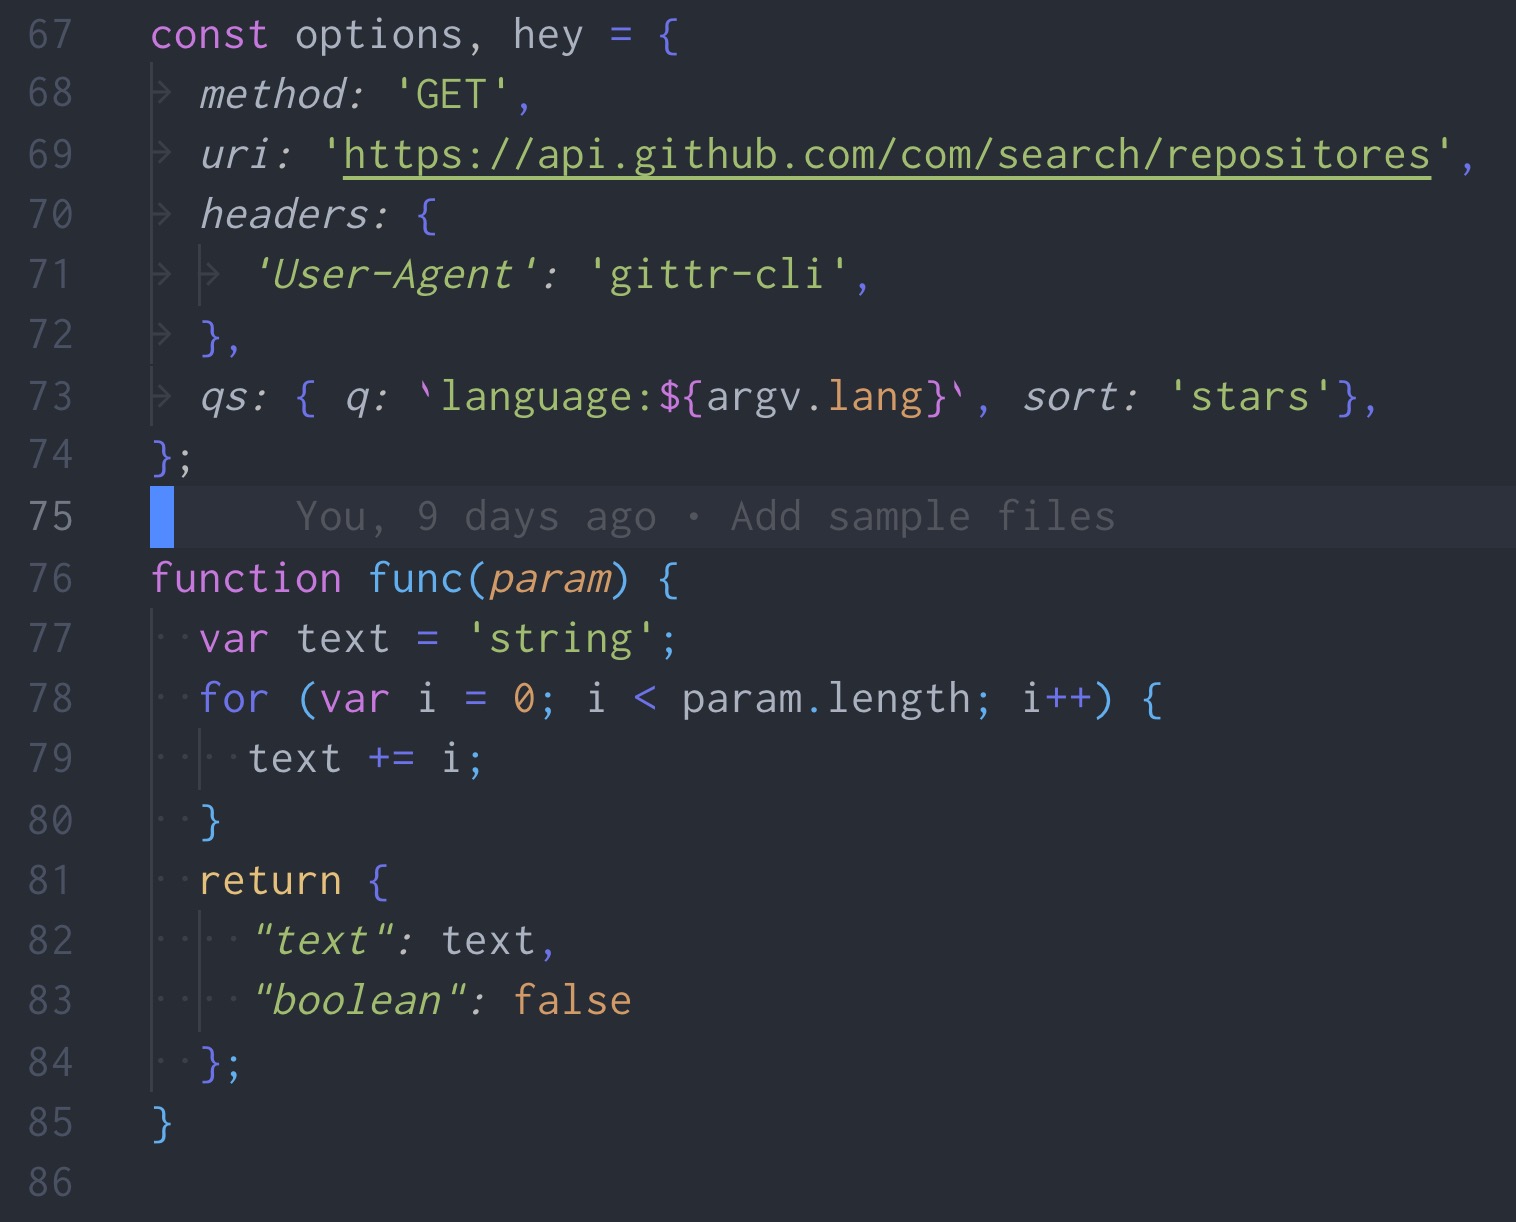 67 const options, hey = {
68 method: 'GET',
69 uri: 'https://api.github.com/com/search/repositores',
70 headers: {
71 'User-Agent': 'gittr-cli',
72 },
73 qs: { q: `language:${argv.lang}`, sort: 'stars'},
74 };
75 You, 9 days ago • Add sample files
76 function func(param) {
77 var text = 'string';
78 for (var i = 0; i < param.length; i++) {
79 text += i;
80 }
81 return {
82 "text": text,
83 "boolean": false
84 };
85 }
86